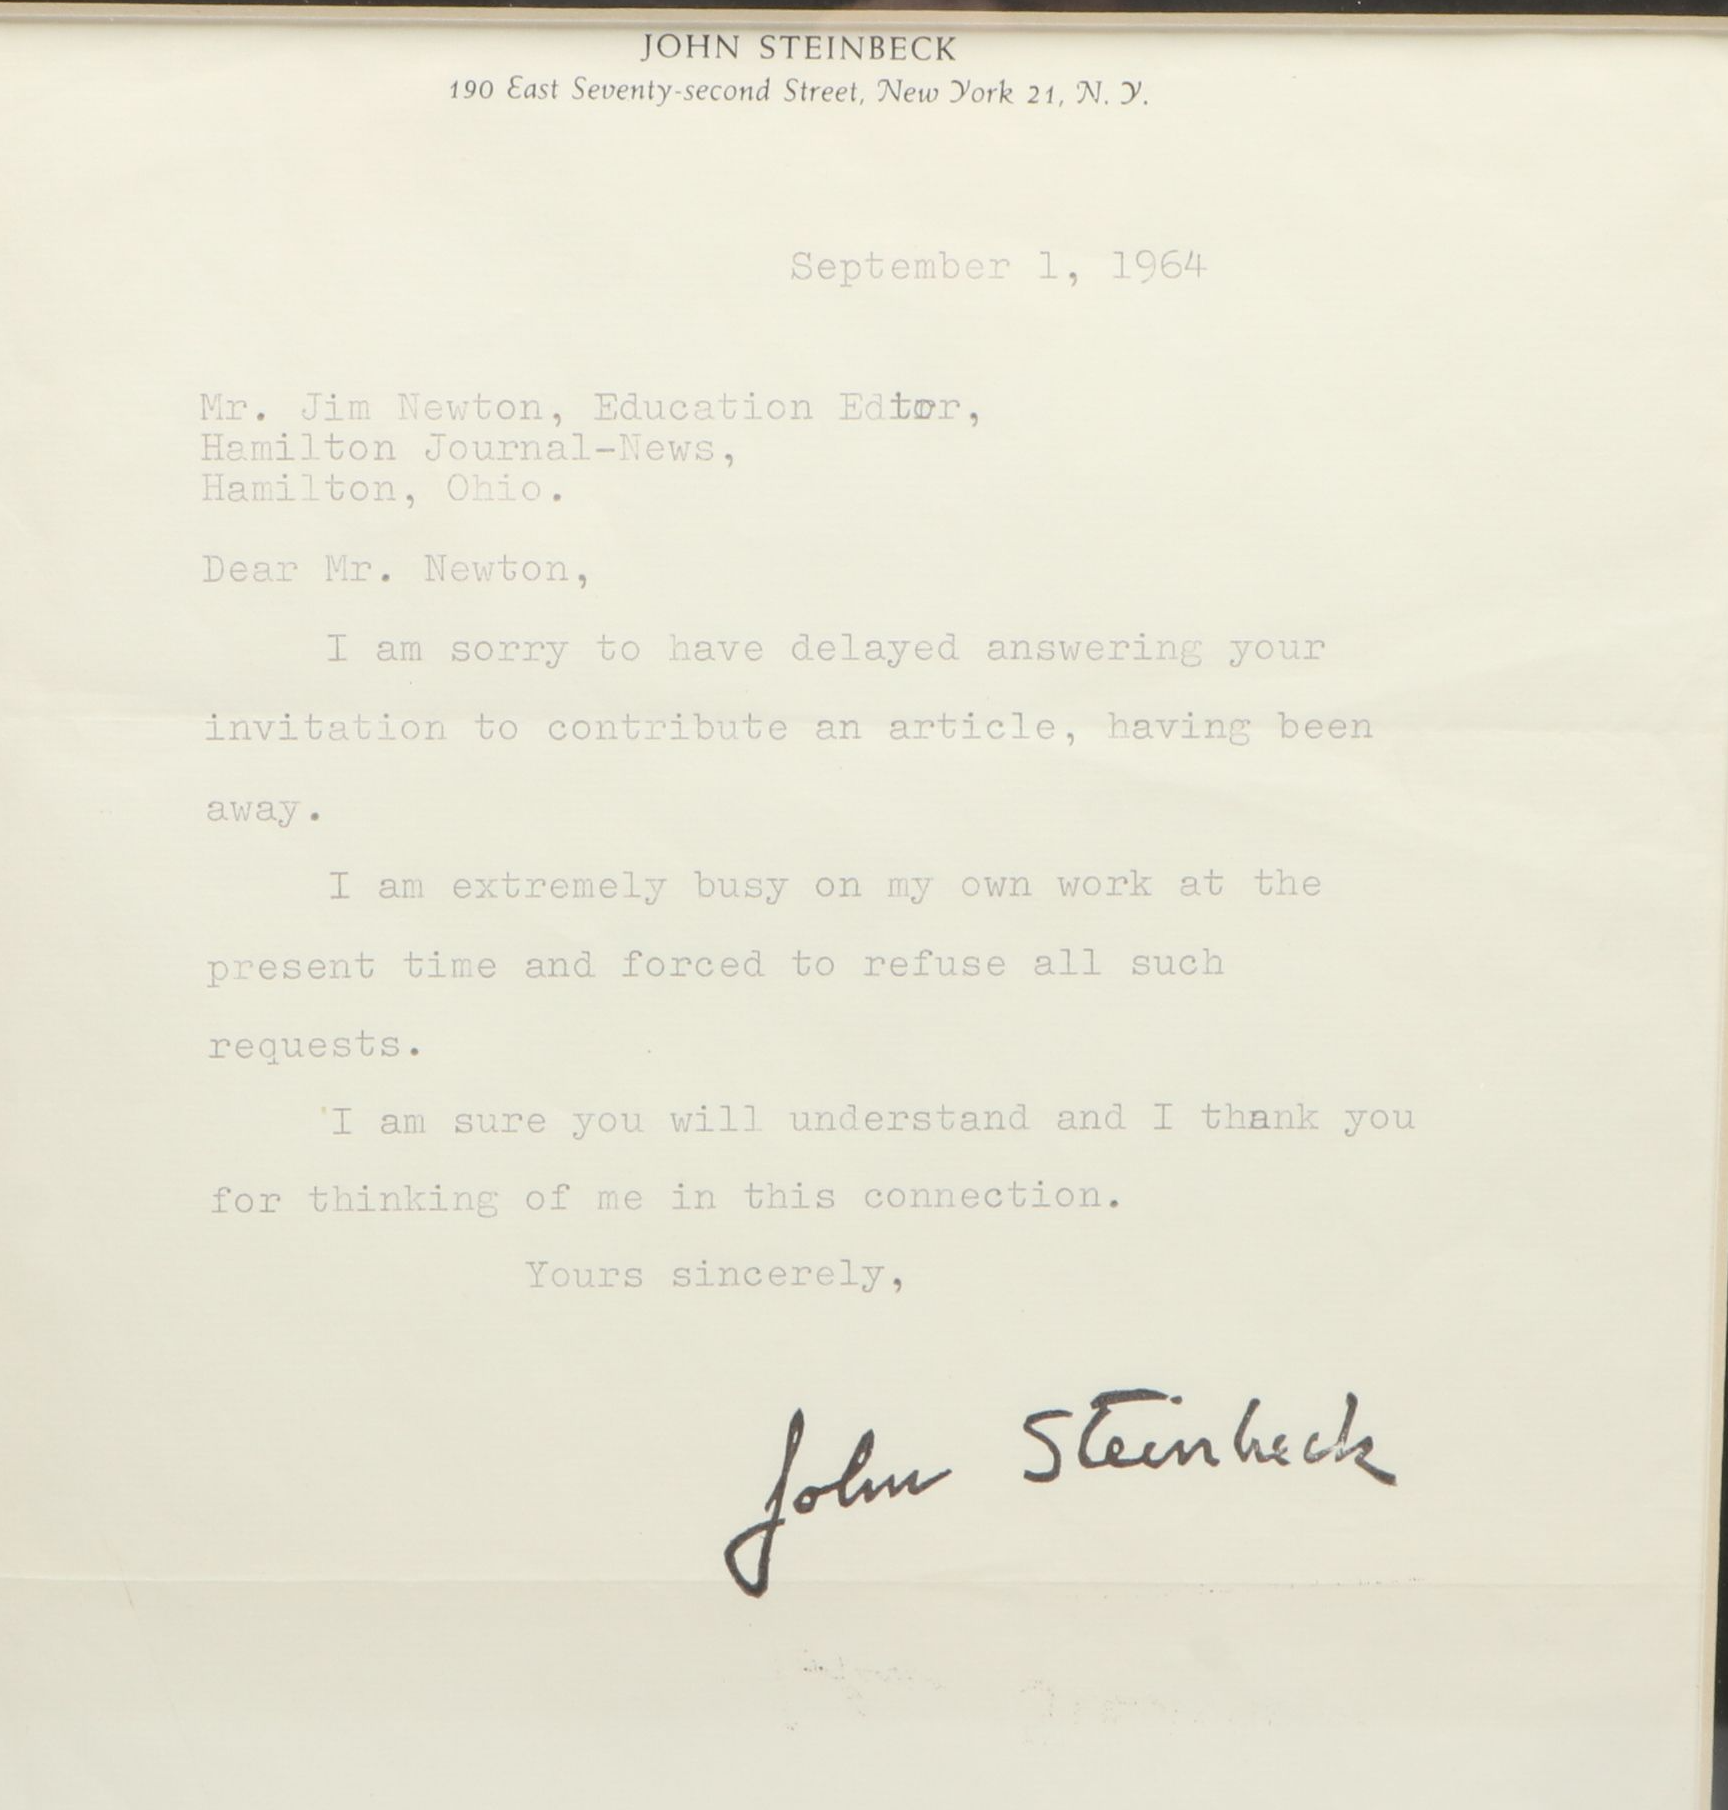 JOHN STEINBECK
190 East Seventy-second Street, New York 21, N. Y.
September 1, 1964
Mr. Jim Newton, Education Edtor,
Hamilton Journal-News,
Hamilton, Ohio.
Dear Mr. Newton,
I am sorry to have delayed answering your
invitation to contribute an article, having been
away.
I am extremely busy on my own work at the
present time and forced to refuse all such
requests.
I am sure you will understand and I thank you
for thinking of me in this connection.
Yours sincerely,
John Steinbeck